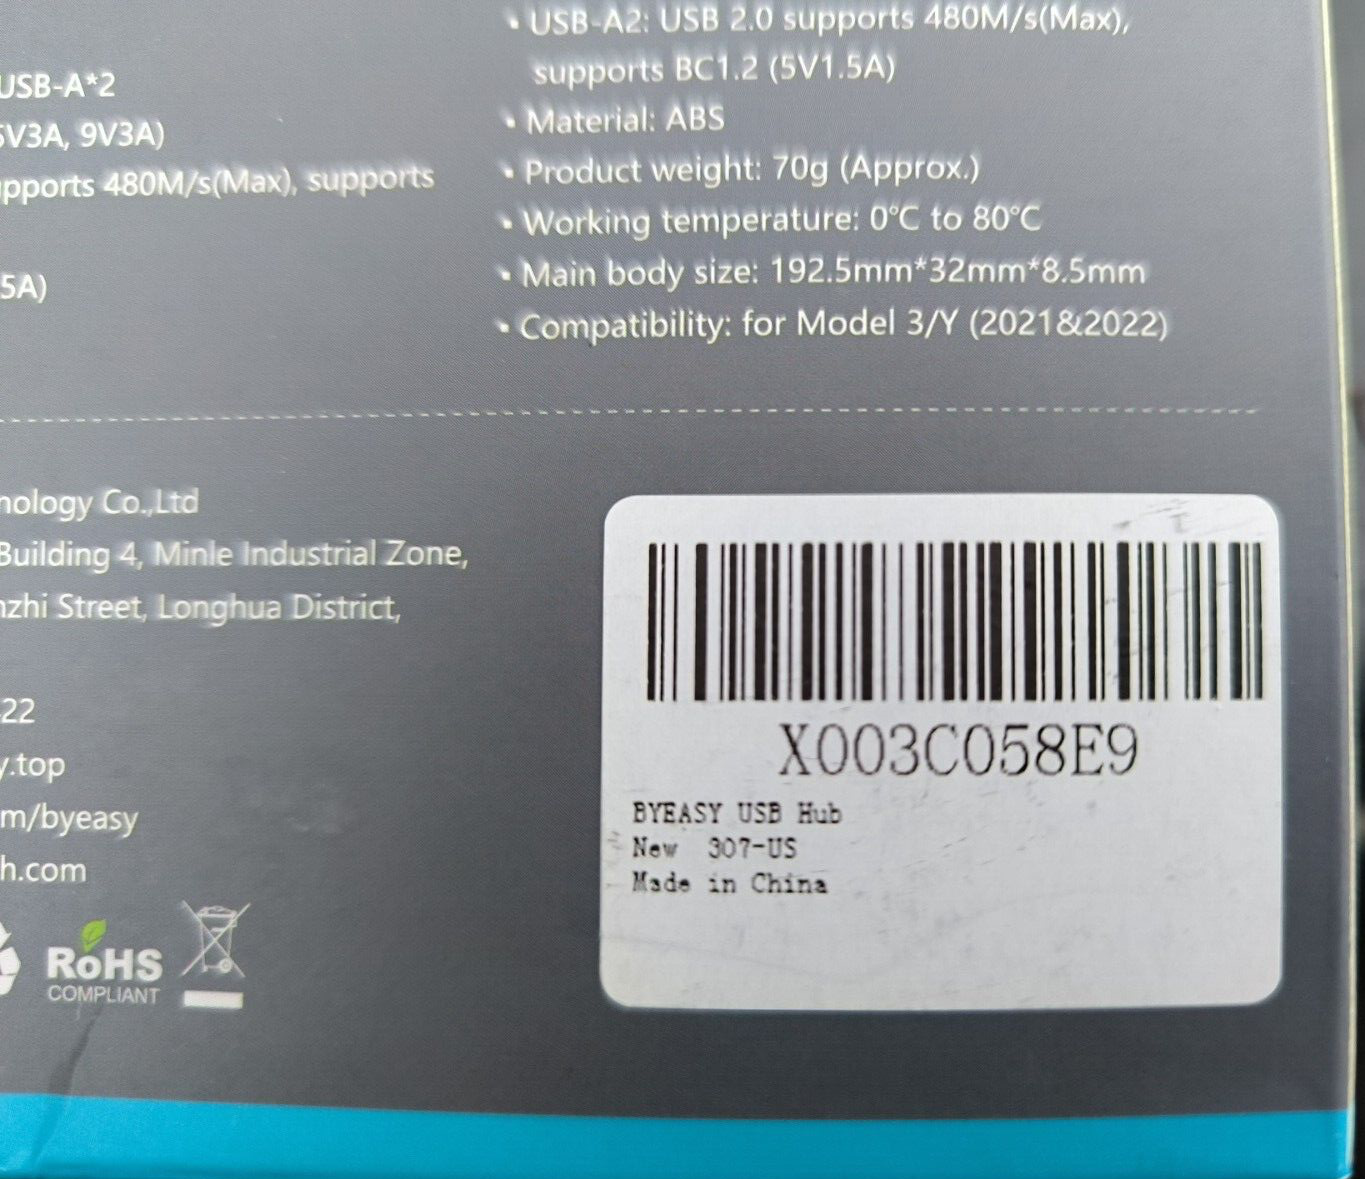 USB-A*2
5V3A, 9V3A)
pports 480M/s(Max), supports
5A)
• USB-A2: USB 2.0 supports 480M/s(Max),
supports BC1.2 (5V1.5A)
• Material: ABS
• Product weight: 70g (Approx.)
• Working temperature: 0℃ to 80℃
• Main body size: 192.5mm*32mm*8.5mm
• Compatibility: for Model 3/Y (2021&2022)
nology Co.,Ltd
Building 4, Minle Industrial Zone,
nzhi Street, Longhua District,
22
y.top
m/byeasy
h.com
RoHS
COMPLIANT
X003C058E9
BYEASY USB Hub
New 307-US
Made in China